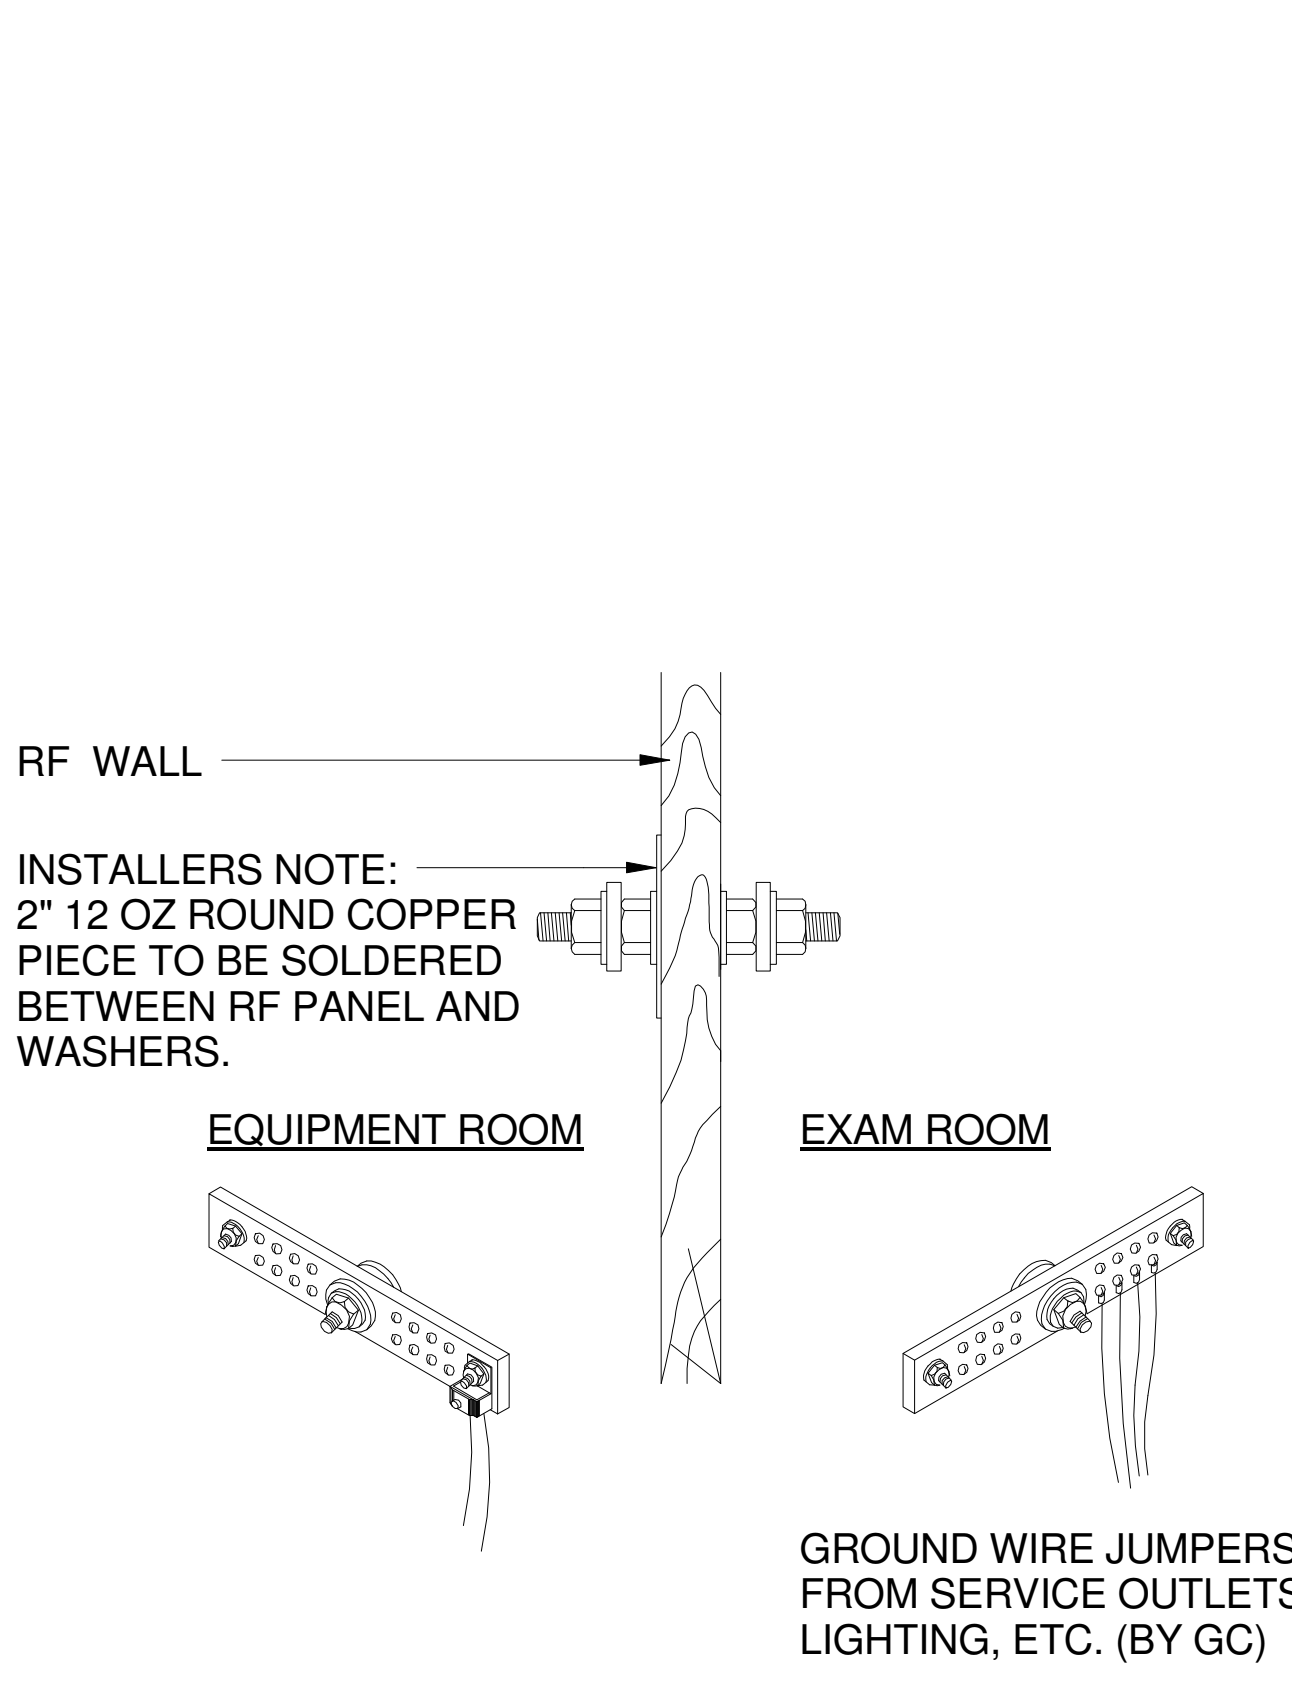 RF WALL
INSTALLERS NOTE:
2" 12 OZ ROUND COPPER
PIECE TO BE SOLDERED
BETWEEN RF PANEL AND
WASHERS.
EQUIPMENT ROOM
EXAM ROOM
GROUND WIRE JUMPERS
FROM SERVICE OUTLETS
LIGHTING, ETC. (BY GC)